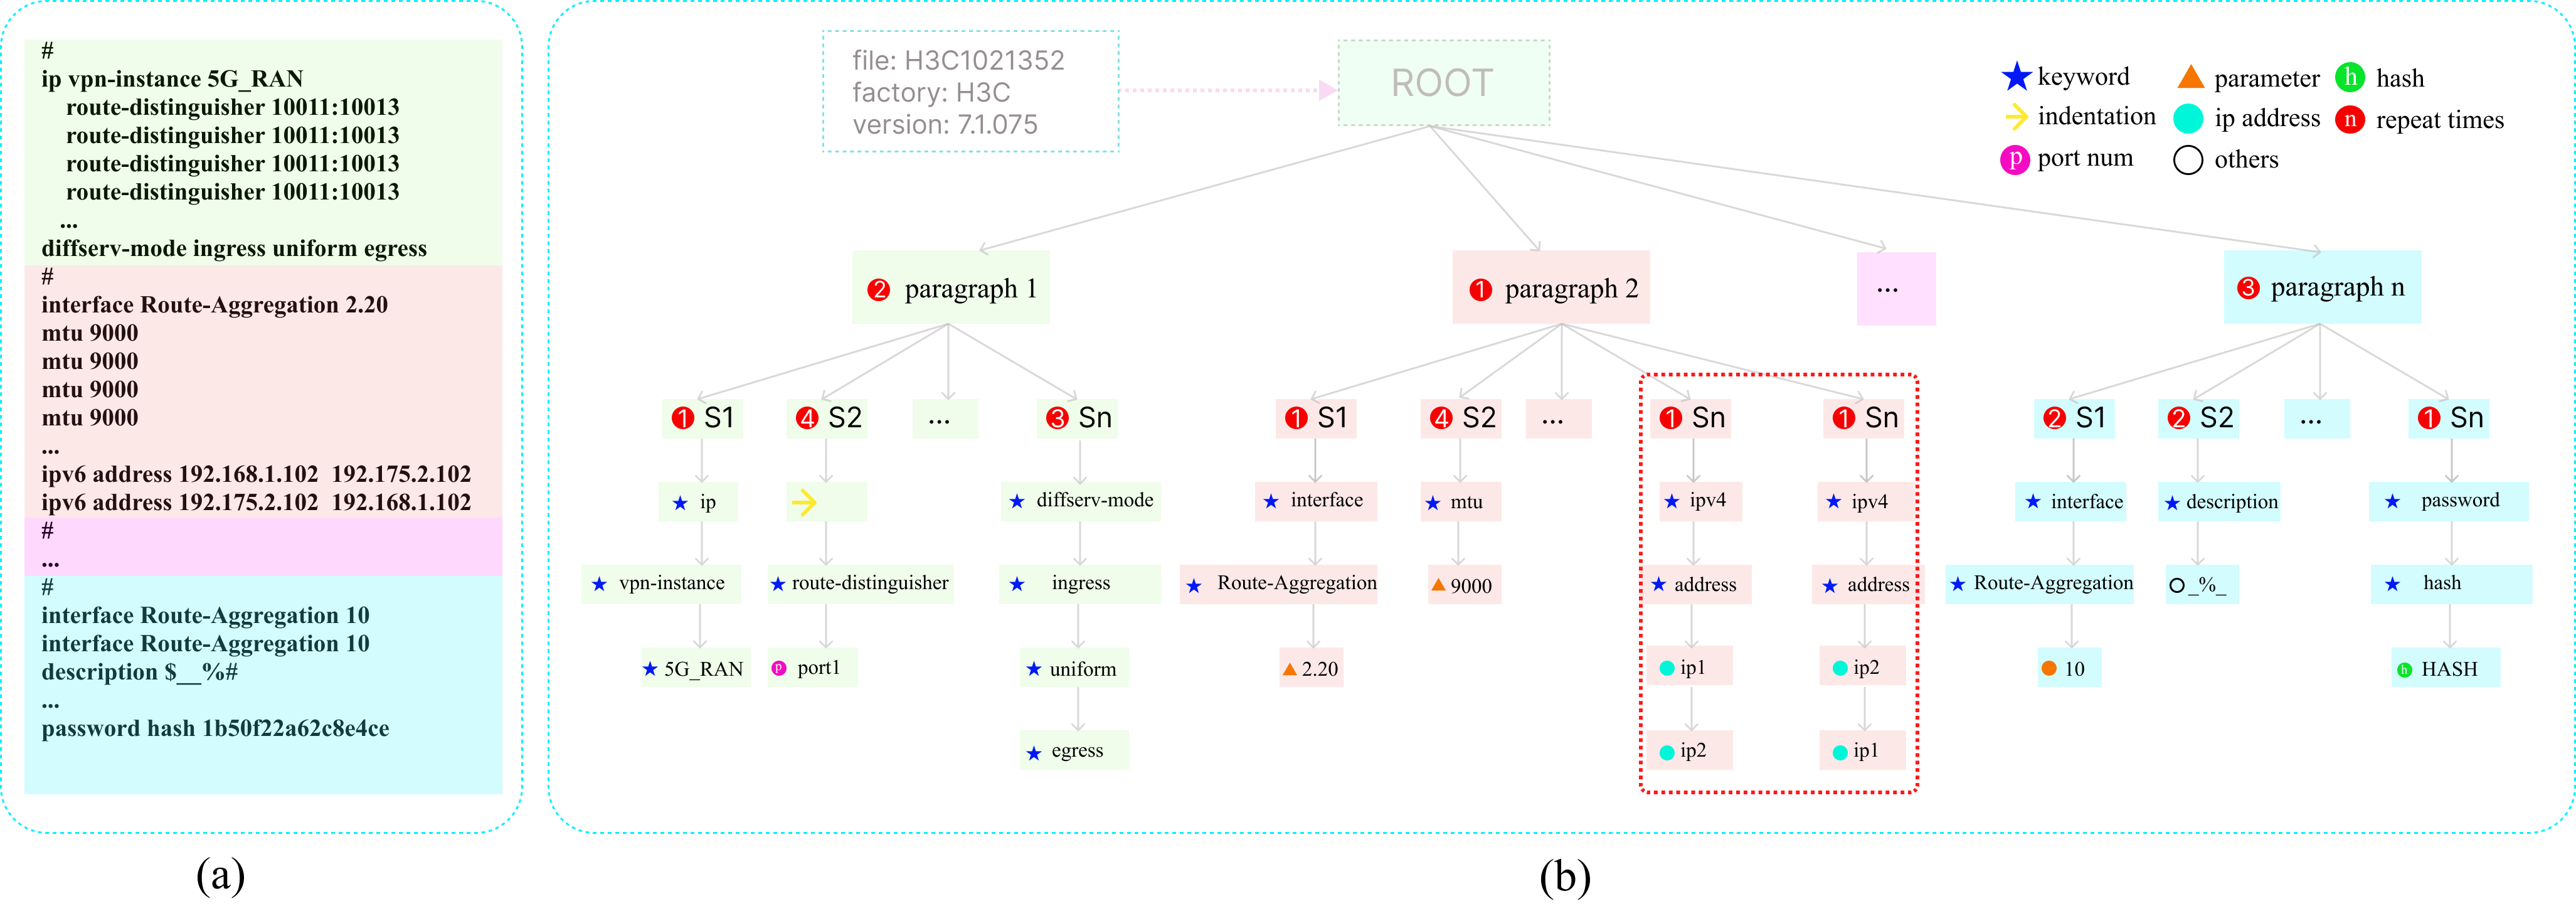 #
ip vpn-instance 5G_RAN
route-distinguisher 10011:10013
route-distinguisher 10011:10013
route-distinguisher 10011:10013
route-distinguisher 10011:10013
...
diffserv-mode ingress uniform egress
#
interface Route-Aggregation 2.20
mtu 9000
mtu 9000
mtu 9000
mtu 9000
...
ipv6 address 192.168.1.102 192.175.2.102
ipv6 address 192.175.2.102 192.168.1.102
#
...
#
interface Route-Aggregation 10
interface Route-Aggregation 10
description $__%#
...
password hash 1b50f22a62c8e4ce
(a)
file: H3C1021352
factory: H3C
version: 7.1.075
ROOT
keyword
parameter
h hash
indentation
ip address
n repeat times
p port num
others
2 paragraph 1
1 paragraph 2
...
3 paragraph n
1 S1
4 S2
...
3 Sn
1 S1
4 S2
...
1 Sn
1 Sn
2 S1
2 S2
...
1 Sn
ip
diffserv-mode
interface
mtu
ipv4
ipv4
interface
description
password
vpn-instance
route-distinguisher
ingress
Route-Aggregation
9000
address
address
Route-Aggregation
_%_
hash
5G_RAN
p port1
uniform
2.20
ip1
ip2
10
h HASH
egress
ip2
ip1
(b)